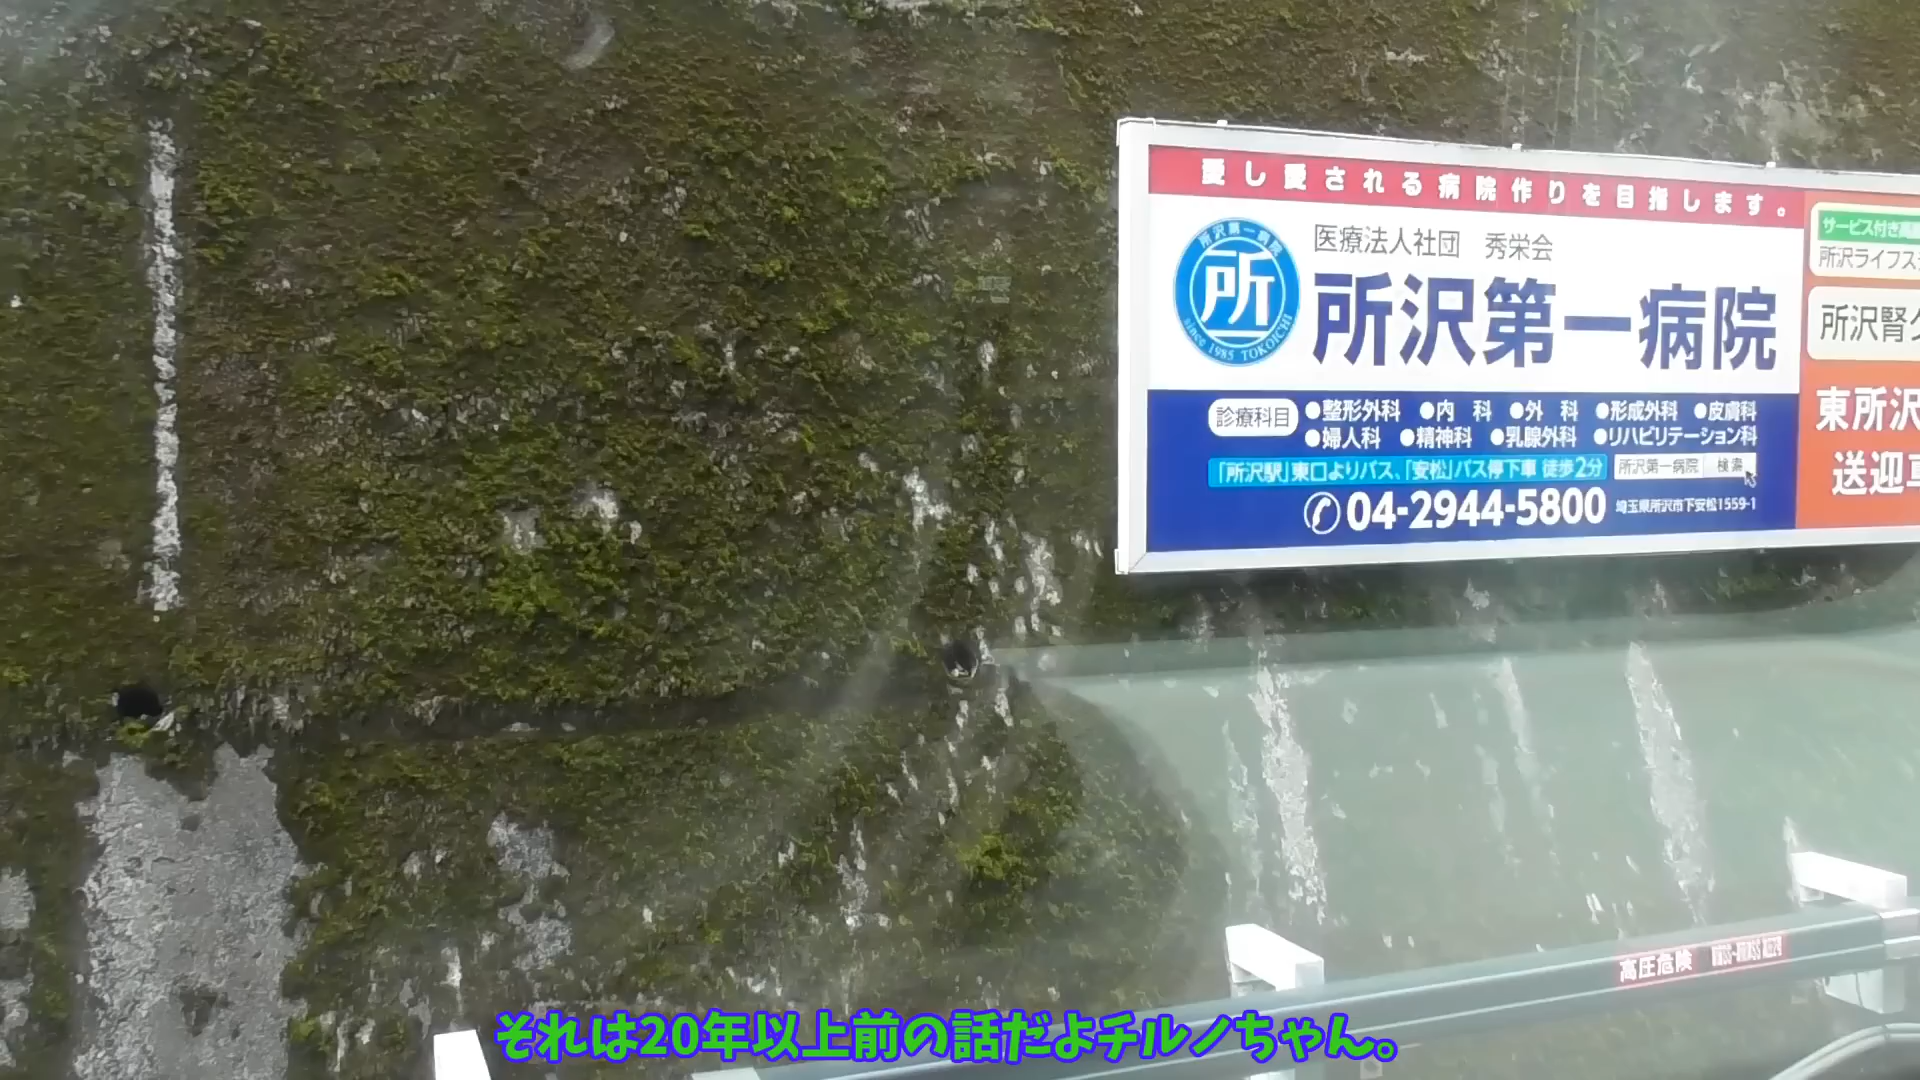 愛し愛される病院作りを目指します。
所沢第一病院
所
since 1985 TOKOICHI
医療法人社団 秀栄会
所沢第一病院
診療科目
●整形外科 ●内 科 ●外 科 ●形成外科 ●皮膚科
●婦人科 ●精神科 ●乳腺外科 ●リハビリテーション科
「所沢駅」東口よりバス、「安松」バス停下車 徒歩2分
所沢第一病院 検索
04-2944-5800
埼玉県所沢市下安松1559-1
サービス付き高
所沢ライフス
所沢腎ク
東所沢
送迎車
高圧危険
それは20年以上前の話だよチルノちゃん。